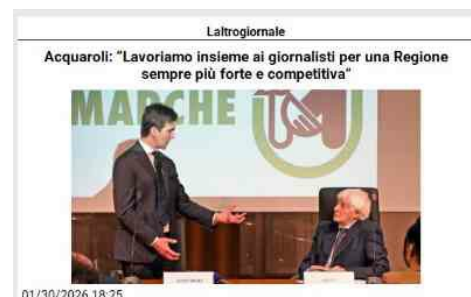 Laltrogiornale
Acquaroli: “Lavoriamo insieme ai giornalisti per una Regione
sempre più forte e competitiva”
MARCHE
01/30/2026 18:25